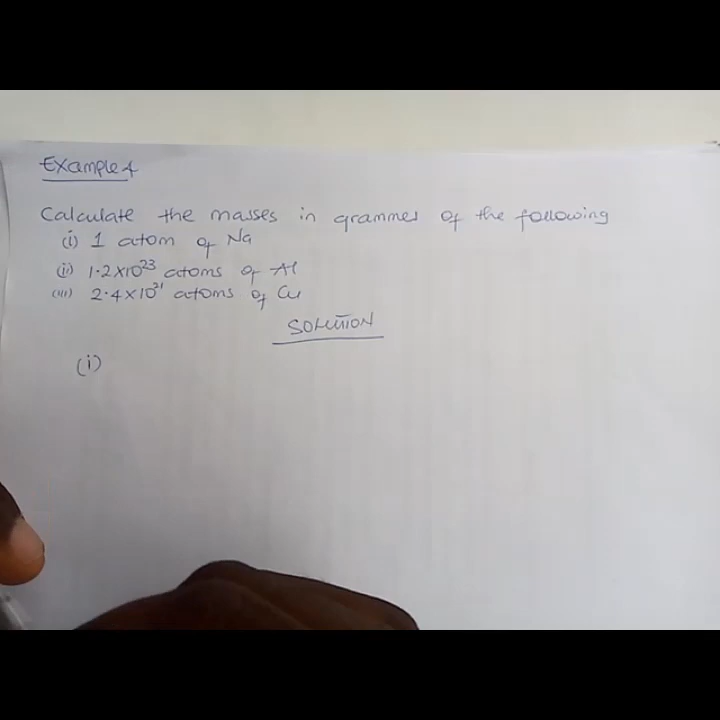 Example 4
Calculate the masses in grammes of the following
(i) 1 atom of Na
(ii) 1.2×10²³ atoms of Al
(iii) 2.4×10³¹ atoms of Cu
SOLUTION
(i)